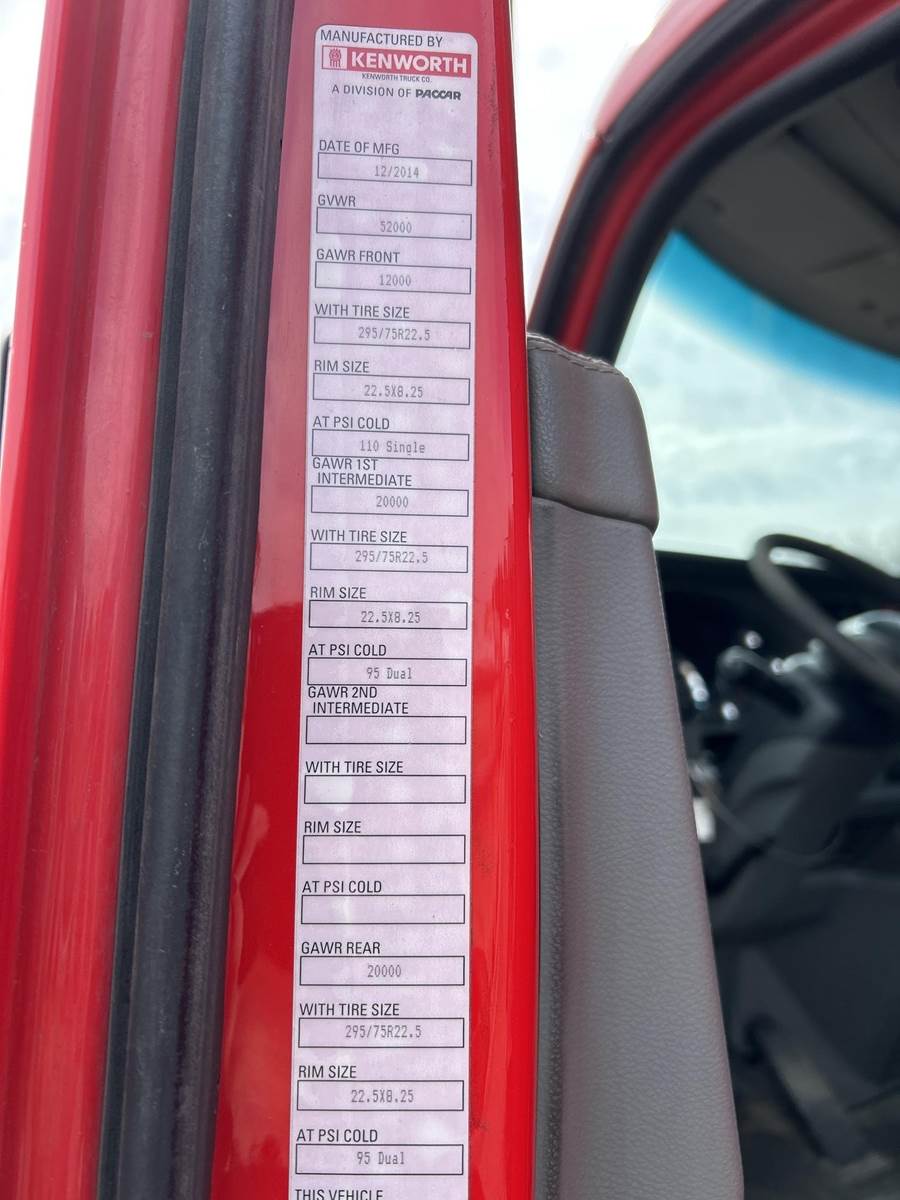 MANUFACTURED BY
KENWORTH
KENWORTH TRUCK CO.
A DIVISION OF PACCAR
DATE OF MFG
12/2014
GVWR
52000
GAWR FRONT
12000
WITH TIRE SIZE
295/75R22.5
RIM SIZE
22.5X8.25
AT PSI COLD
110 Single
GAWR 1ST
INTERMEDIATE
20000
WITH TIRE SIZE
295/75R22.5
RIM SIZE
22.5X8.25
AT PSI COLD
95 Dual
GAWR 2ND
INTERMEDIATE
WITH TIRE SIZE
RIM SIZE
AT PSI COLD
GAWR REAR
20000
WITH TIRE SIZE
295/75R22.5
RIM SIZE
22.5X8.25
AT PSI COLD
95 Dual
THIS VEHICLE